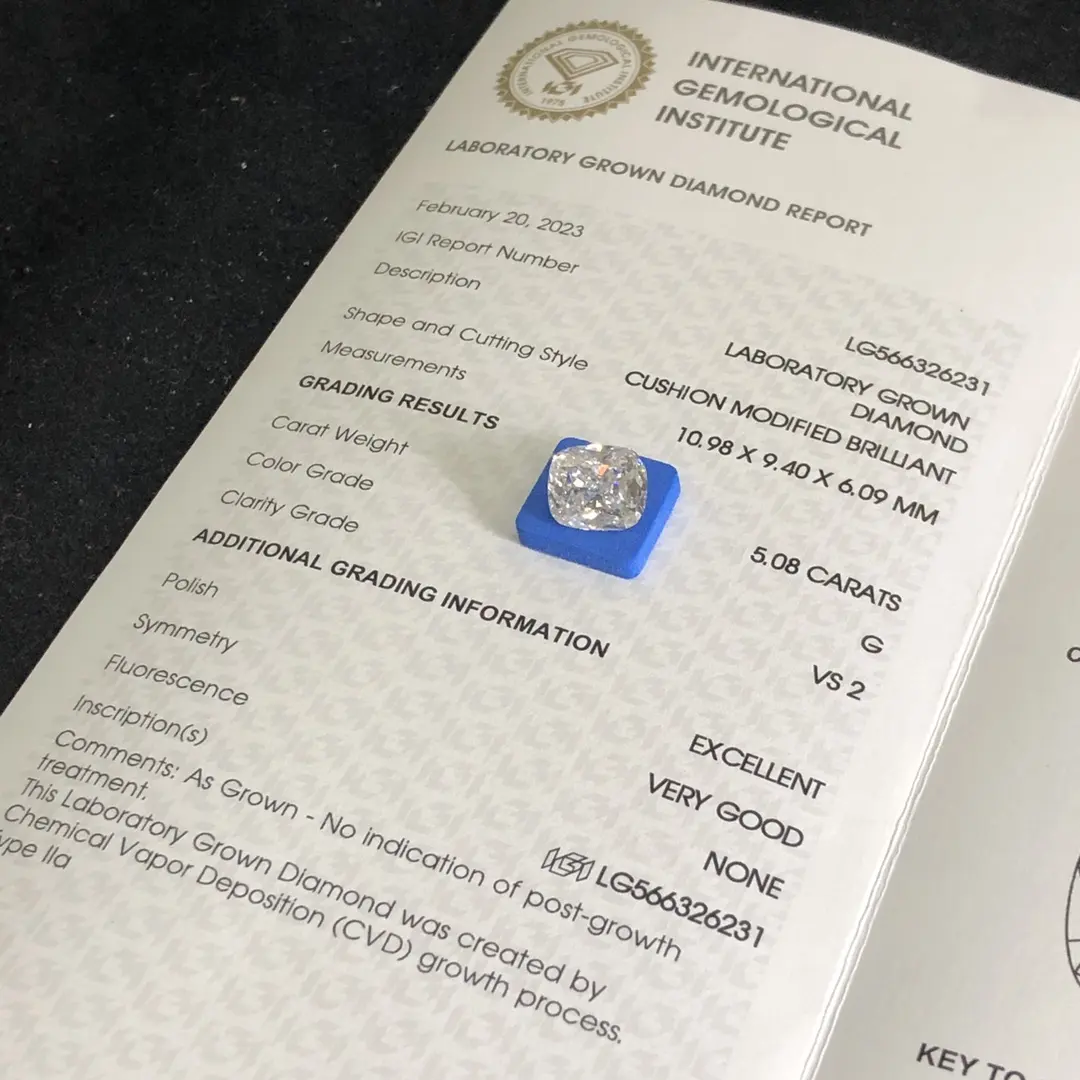 INTERNATIONAL GEMOLOGICAL INSTITUTE
IGI
1975
INTERNATIONAL
GEMOLOGICAL
INSTITUTE
LABORATORY GROWN DIAMOND REPORT
February 20, 2023
IGI Report Number LG566326231
Description LABORATORY GROWN
DIAMOND
Shape and Cutting Style CUSHION MODIFIED BRILLIANT
Measurements 10.98 X 9.40 X 6.09 MM
GRADING RESULTS
Carat Weight 5.08 CARATS
Color Grade G
Clarity Grade VS 2
ADDITIONAL GRADING INFORMATION
Polish EXCELLENT
Symmetry VERY GOOD
Fluorescence NONE
Inscription(s) IGI LG566326231
Comments: As Grown - No indication of post-growth
treatment.
This Laboratory Grown Diamond was created by
Chemical Vapor Deposition (CVD) growth process.
ype IIa
KEY TO